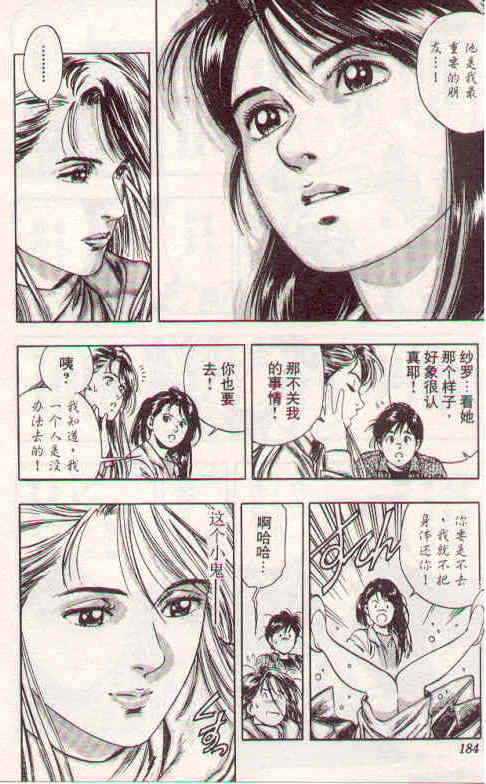 她是我最
重要的朋
友…！
………
纱罗…看她
那个样子，
好象很认
真耶！
那不关我
的事情！
你也要
去！
咦？
我知道，我
一个人是没
办法去的！
你要是不去
，我就不把
身体还你！
啊哈哈…
这个小鬼—
184